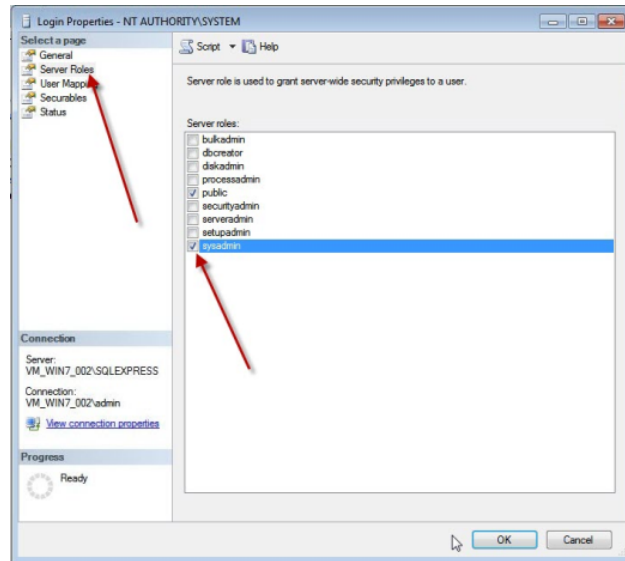 Login Properties - NT AUTHORITY\SYSTEM
Select a page
General
Server Roles
User Mapping
Securables
Status
Script
Help
Server role is used to grant server-wide security privileges to a user.
Server roles:
bulkadmin
dbcreator
diskadmin
processadmin
public
securityadmin
serveradmin
setupadmin
sysadmin
Connection
Server:
VM_WIN7_002\SQLEXPRESS
Connection:
VM_WIN7_002\admin
View connection properties
Progress
Ready
OK
Cancel